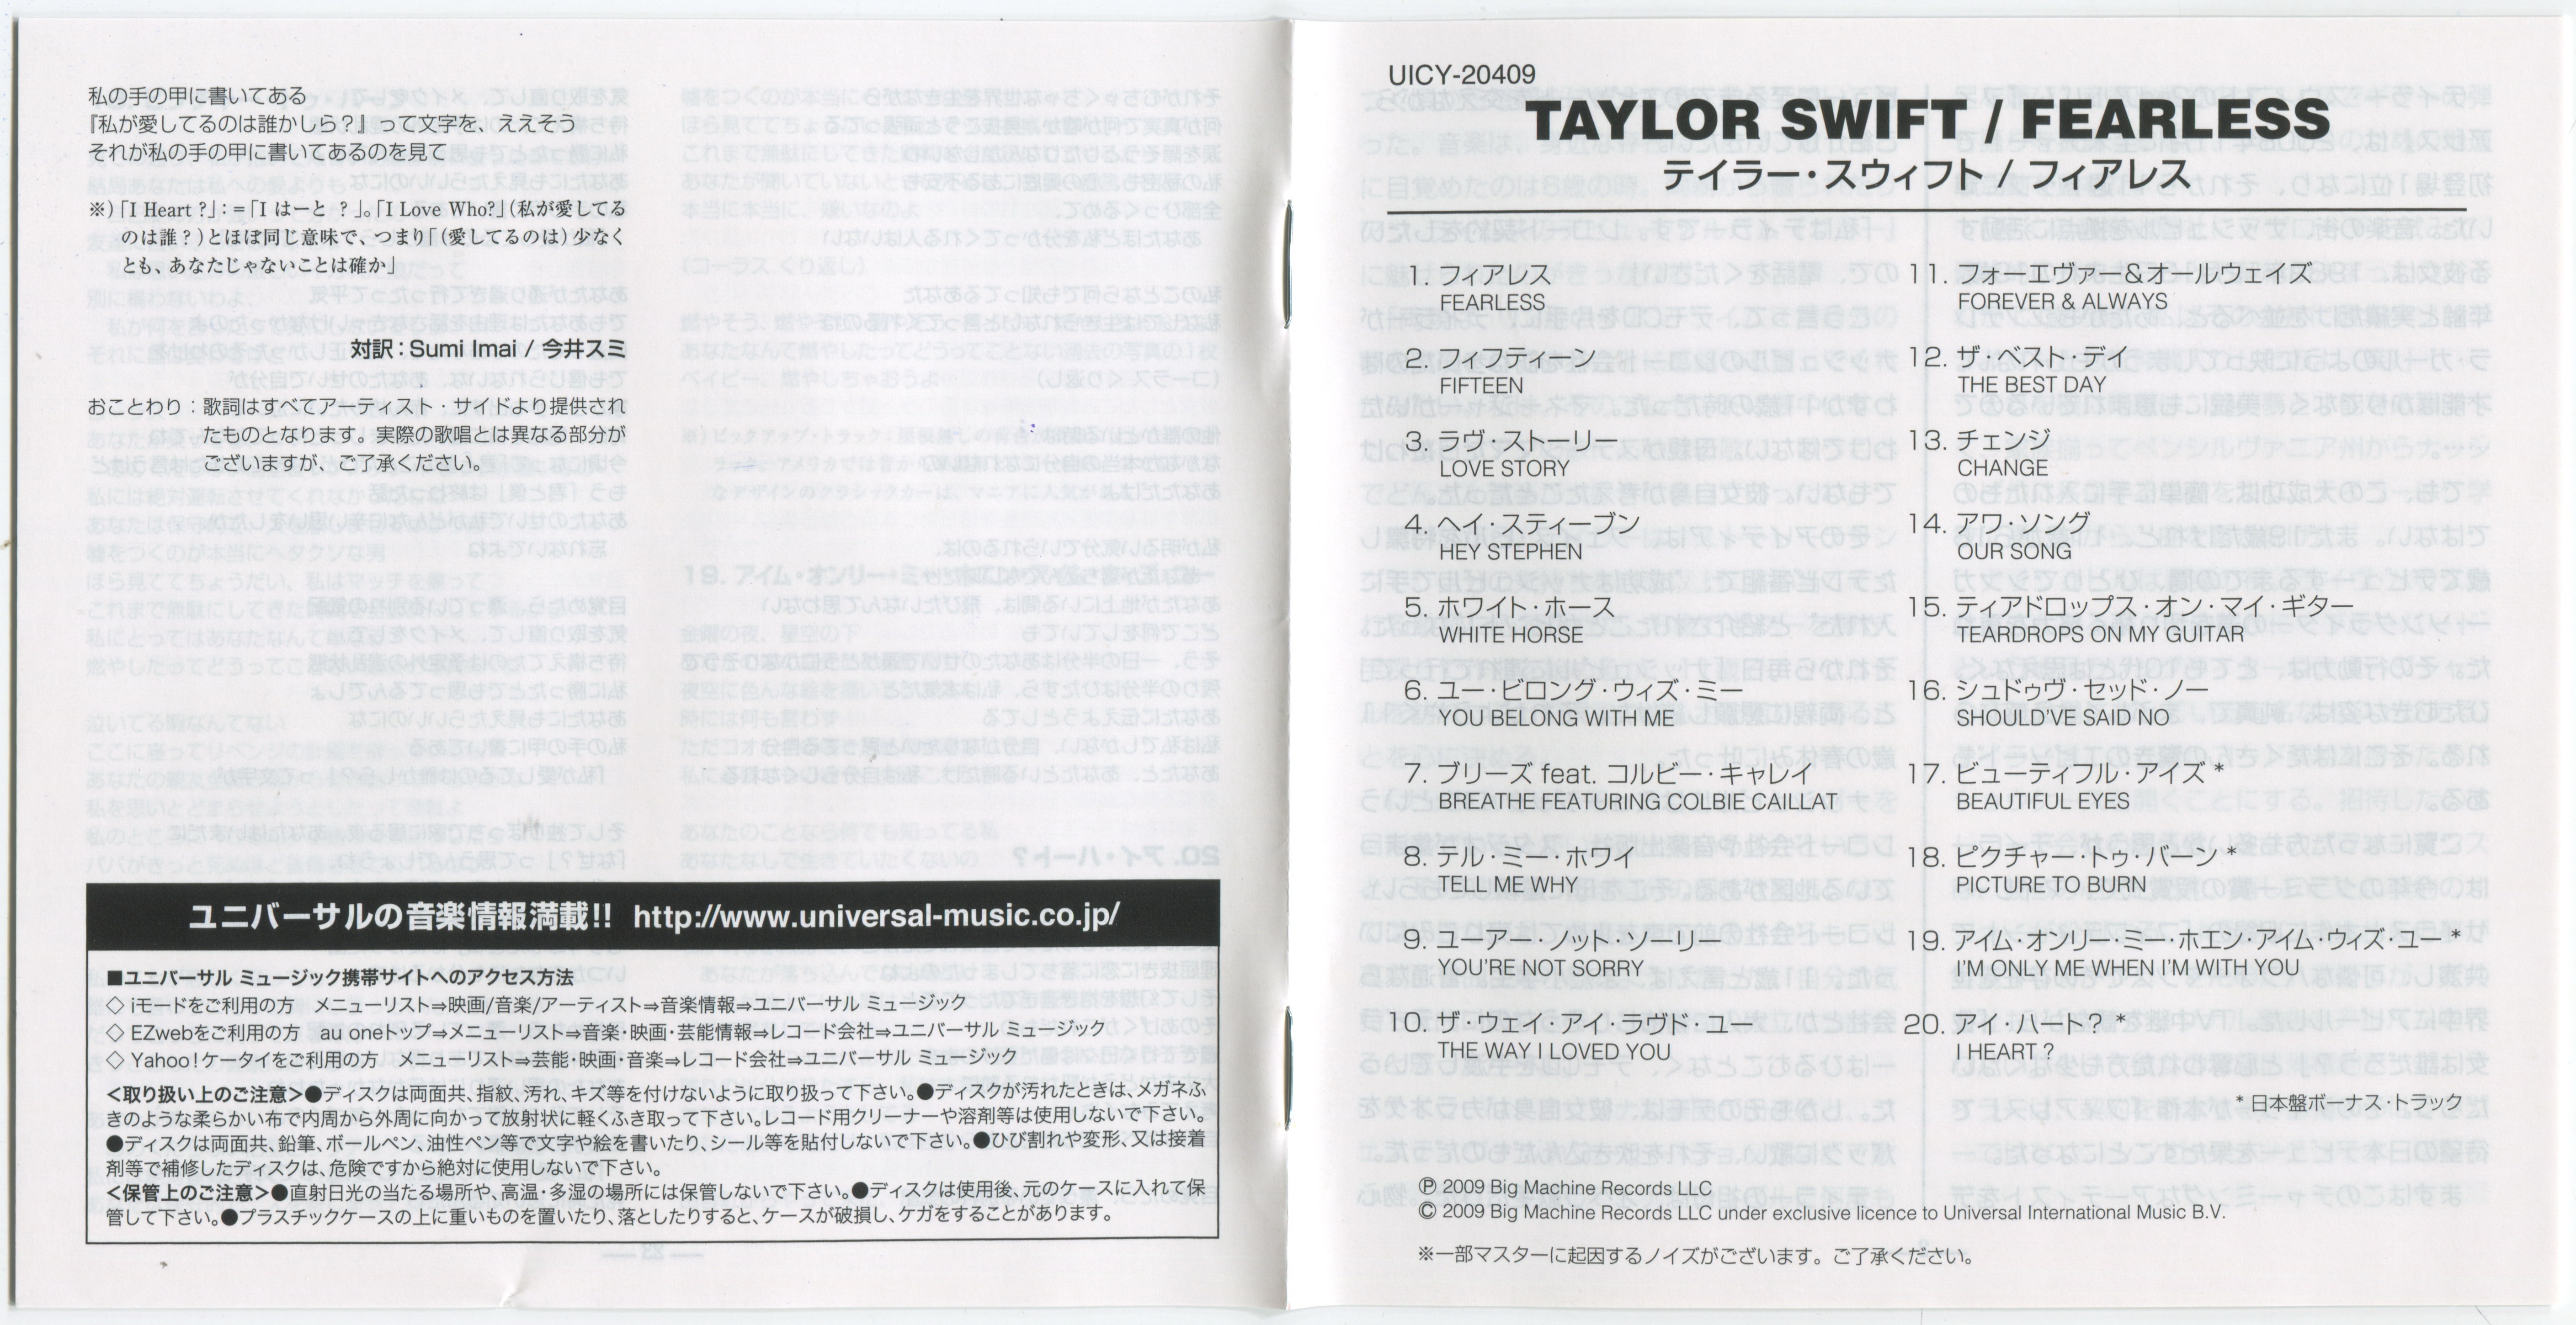 私の手の甲に書いてある
『私が愛してるのは誰かしら？』って文字を、ええそう
それが私の手の甲に書いてあるのを見て
※）「I Heart ?」：＝「I はーと ? 」。「I Love Who?」（私が愛してる
のは誰？）とほぼ同じ意味で、つまり「（愛してるのは）少なく
とも、あなたじゃないことは確か」
対訳：Sumi Imai / 今井スミ
おことわり：歌詞はすべてアーティスト・サイドより提供され
たものとなります。実際の歌唱とは異なる部分が
ございますが、ご了承ください。
ユニバーサルの音楽情報満載!! http://www.universal-music.co.jp/
■ユニバーサル ミュージック携帯サイトへのアクセス方法
◇ iモードをご利用の方　メニューリスト⇒映画/音楽/アーティスト⇒音楽情報⇒ユニバーサル ミュージック
◇ EZwebをご利用の方　au oneトップ⇒メニューリスト⇒音楽・映画・芸能情報⇒レコード会社⇒ユニバーサル ミュージック
◇ Yahoo!ケータイをご利用の方　メニューリスト⇒芸能・映画・音楽⇒レコード会社⇒ユニバーサル ミュージック
<取り扱い上のご注意>●ディスクは両面共、指紋、汚れ、キズ等を付けないように取り扱って下さい。●ディスクが汚れたときは、メガネふ
きのような柔らかい布で内周から外周に向かって放射状に軽くふき取って下さい。レコード用クリーナーや溶剤等は使用しないで下さい。
●ディスクは両面共、鉛筆、ボールペン、油性ペン等で文字や絵を書いたり、シール等を貼付しないで下さい。●ひび割れや変形、又は接着
剤等で補修したディスクは、危険ですから絶対に使用しないで下さい。
<保管上のご注意>●直射日光の当たる場所や、高温・多湿の場所には保管しないで下さい。●ディスクは使用後、元のケースに入れて保
管して下さい。●プラスチックケースの上に重いものを置いたり、落としたりすると、ケースが破損し、ケガをすることがあります。
UICY-20409
TAYLOR SWIFT / FEARLESS
テイラー・スウィフト / フィアレス
1. フィアレス
FEARLESS
2. フィフティーン
FIFTEEN
3. ラヴ・ストーリー
LOVE STORY
4. ヘイ・スティーブン
HEY STEPHEN
5. ホワイト・ホース
WHITE HORSE
6. ユー・ビロング・ウィズ・ミー
YOU BELONG WITH ME
7. ブリーズ feat. コルビー・キャレイ
BREATHE FEATURING COLBIE CAILLAT
8. テル・ミー・ホワイ
TELL ME WHY
9. ユーアー・ノット・ソーリー
YOU'RE NOT SORRY
10. ザ・ウェイ・アイ・ラヴド・ユー
THE WAY I LOVED YOU
11. フォーエヴァー＆オールウェイズ
FOREVER & ALWAYS
12. ザ・ベスト・デイ
THE BEST DAY
13. チェンジ
CHANGE
14. アワ・ソング
OUR SONG
15. ティアドロップス・オン・マイ・ギター
TEARDROPS ON MY GUITAR
16. シュドゥヴ・セッド・ノー
SHOULD'VE SAID NO
17. ビューティフル・アイズ *
BEAUTIFUL EYES
18. ピクチャー・トゥ・バーン *
PICTURE TO BURN
19. アイム・オンリー・ミー・ホエン・アイム・ウィズ・ユー *
I'M ONLY ME WHEN I'M WITH YOU
20. アイ・ハート？ *
I HEART ?
* 日本盤ボーナス・トラック
℗ 2009 Big Machine Records LLC
© 2009 Big Machine Records LLC under exclusive licence to Universal International Music B.V.
※一部マスターに起因するノイズがございます。ご了承ください。